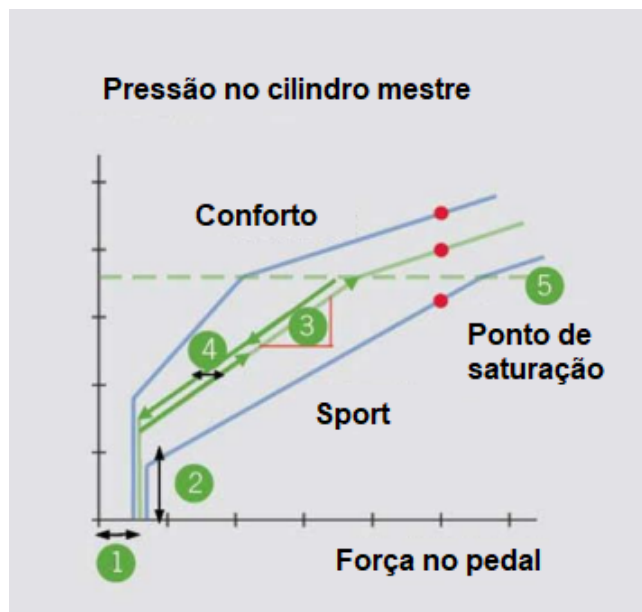 Pressão no cilindro mestre
Conforto
5
3
4
Ponto de
saturação
Sport
2
1
Força no pedal